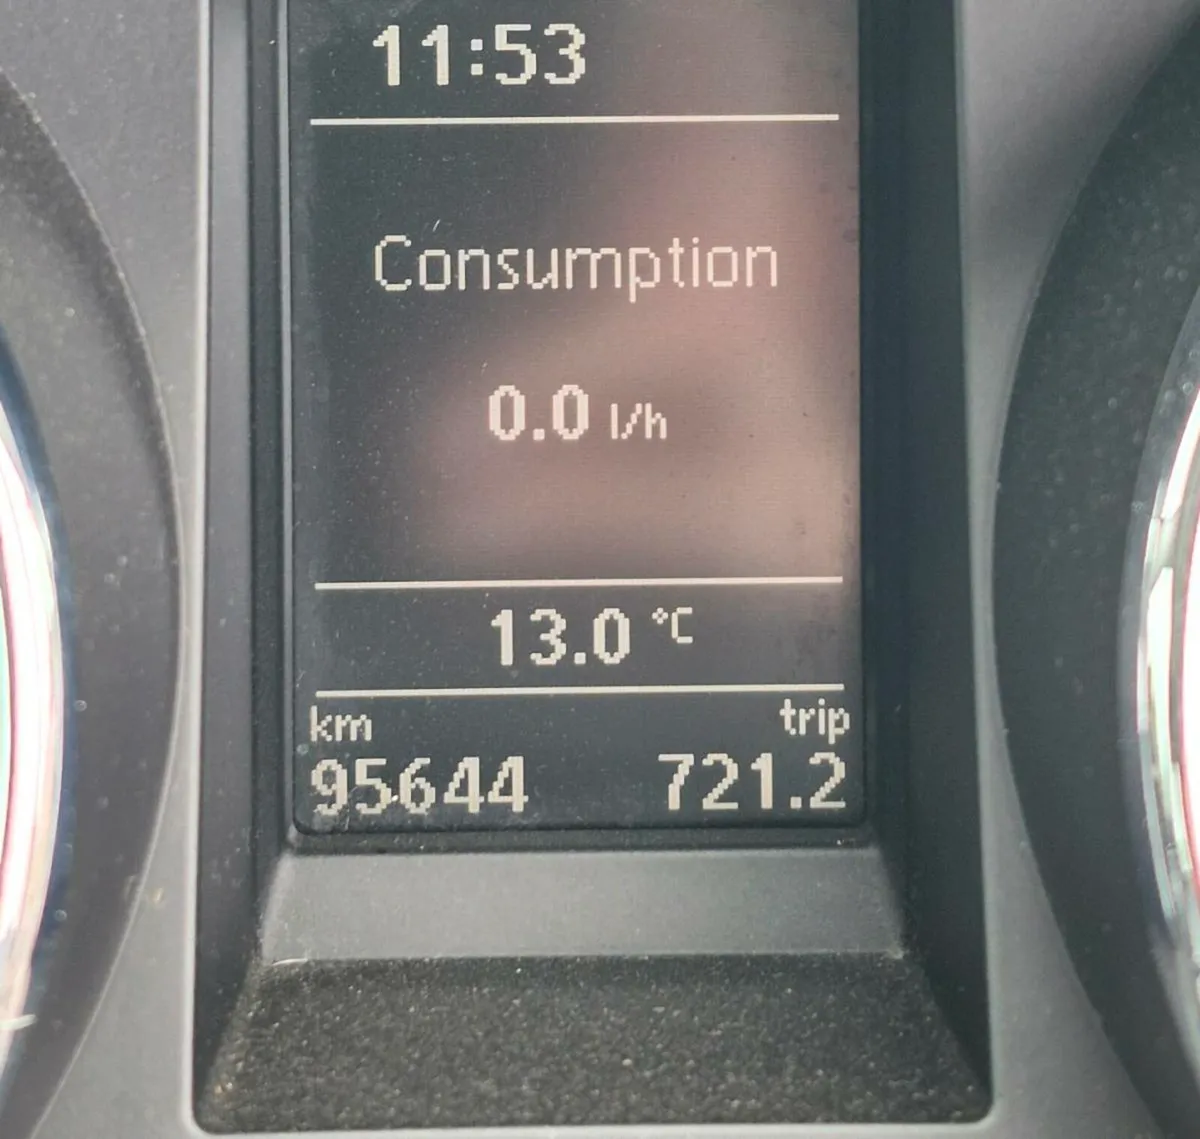 11:53
Consumption
0.0 l/h
13.0 °C
km trip
95644 721.2